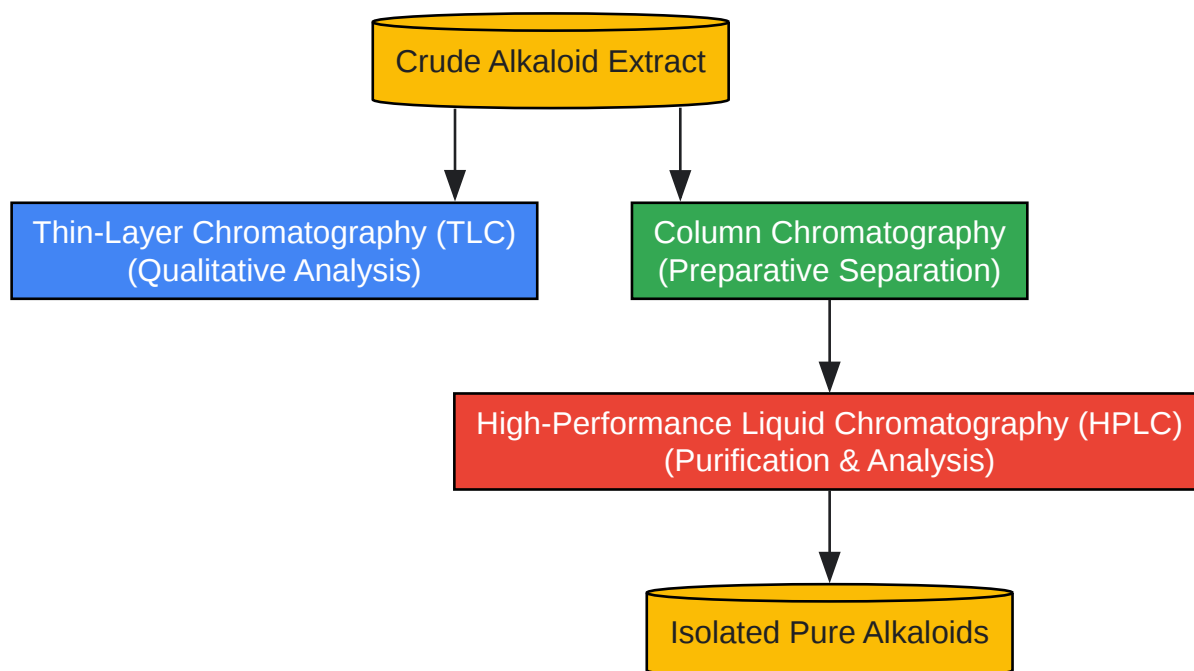 Crude Alkaloid Extract
Thin-Layer Chromatography (TLC)
(Qualitative Analysis)
Column Chromatography
(Preparative Separation)
High-Performance Liquid Chromatography (HPLC)
(Purification & Analysis)
Isolated Pure Alkaloids